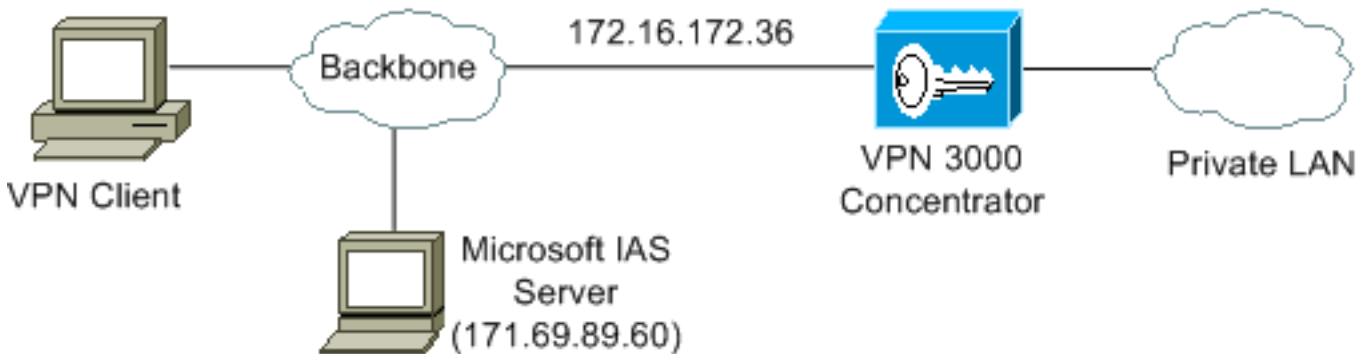 172.16.172.36
Backbone
VPN Client
VPN 3000
Concentrator
Private LAN
Microsoft IAS
Server
(171.69.89.60)